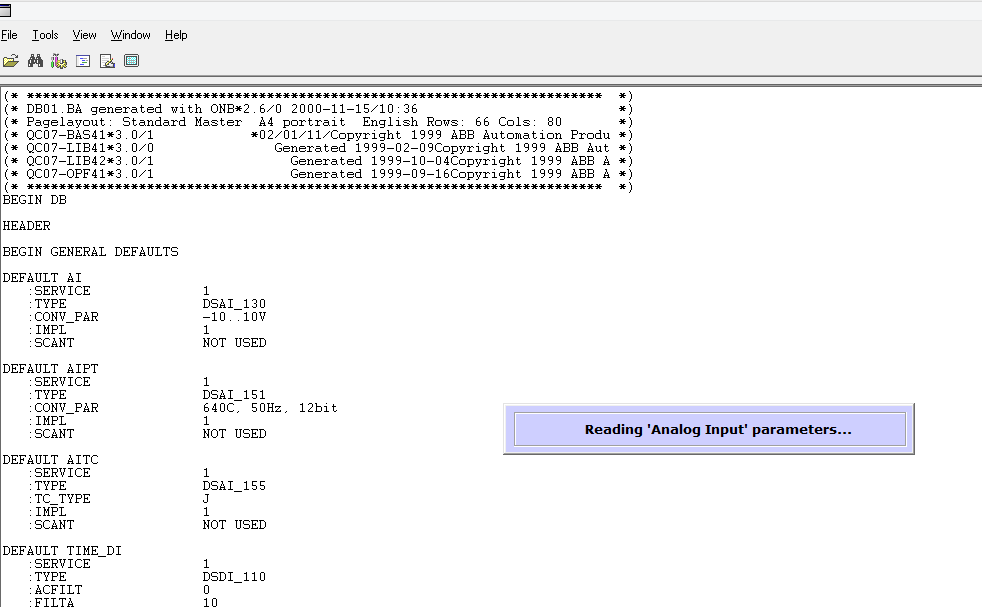 File Tools View Window Help
(* ************************************************************************ *)
(* DB01.BA generated with ONB*2.6/0 2000-11-15/10:36 *)
(* Pagelayout: Standard Master A4 portrait English Rows: 66 Cols: 80 *)
(* QC07-BAS41*3.0/1 *02/01/11/Copyright 1999 ABB Automation Produ *)
(* QC07-LIB41*3.0/0 Generated 1999-02-09Copyright 1999 ABB Aut *)
(* QC07-LIB42*3.0/1 Generated 1999-10-04Copyright 1999 ABB A *)
(* QC07-OPF41*3.0/1 Generated 1999-09-16Copyright 1999 ABB A *)
(* ************************************************************************ *)
BEGIN DB
HEADER
BEGIN GENERAL DEFAULTS
DEFAULT AI
:SERVICE 1
:TYPE DSAI_130
:CONV_PAR -10..10V
:IMPL 1
:SCANT NOT USED
DEFAULT AIPT
:SERVICE 1
:TYPE DSAI_151
:CONV_PAR 640C, 50Hz, 12bit
:IMPL 1
:SCANT NOT USED
Reading 'Analog Input' parameters...
DEFAULT AITC
:SERVICE 1
:TYPE DSAI_155
:TC_TYPE J
:IMPL 1
:SCANT NOT USED
DEFAULT TIME_DI
:SERVICE 1
:TYPE DSDI_110
:ACFILT 0
:FILTA 10